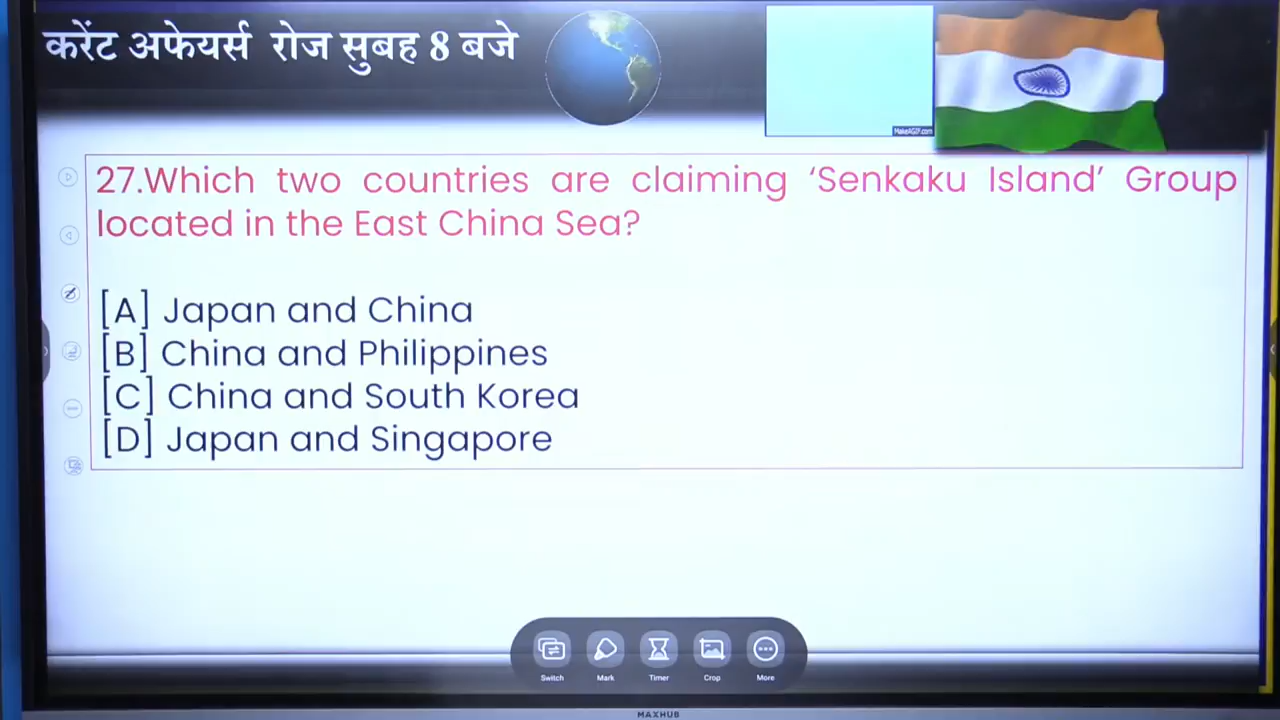 करेंट अफेयर्स रोज सुबह 8 बजे
MakeAGIF.com
27.Which two countries are claiming ‘Senkaku Island’ Group
located in the East China Sea?
[A] Japan and China
[B] China and Philippines
[C] China and South Korea
[D] Japan and Singapore
Switch Mark Timer Crop More
MAXHUB